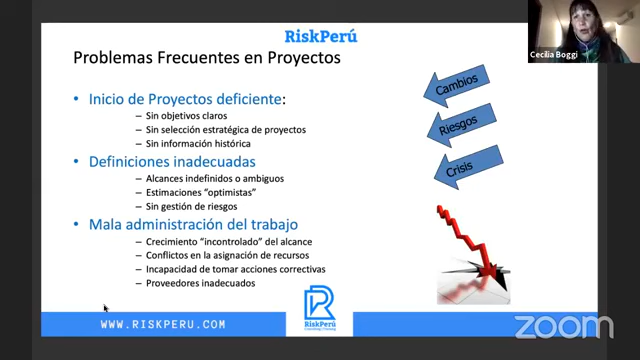 RiskPerú
Problemas Frecuentes en Proyectos
Cecilia Boggi
• Inicio de Proyectos deficiente:
– Sin objetivos claros
– Sin selección estratégica de proyectos
– Sin información histórica
• Definiciones inadecuadas
– Alcances indefinidos o ambiguos
– Estimaciones “optimistas”
– Sin gestión de riesgos
• Mala administración del trabajo
– Crecimiento “incontrolado” del alcance
– Conflictos en la asignación de recursos
– Incapacidad de tomar acciones correctivas
– Proveedores inadecuados
Cambios
Riesgos
Crisis
WWW.RISKPERU.COM
RiskPerú
zoom